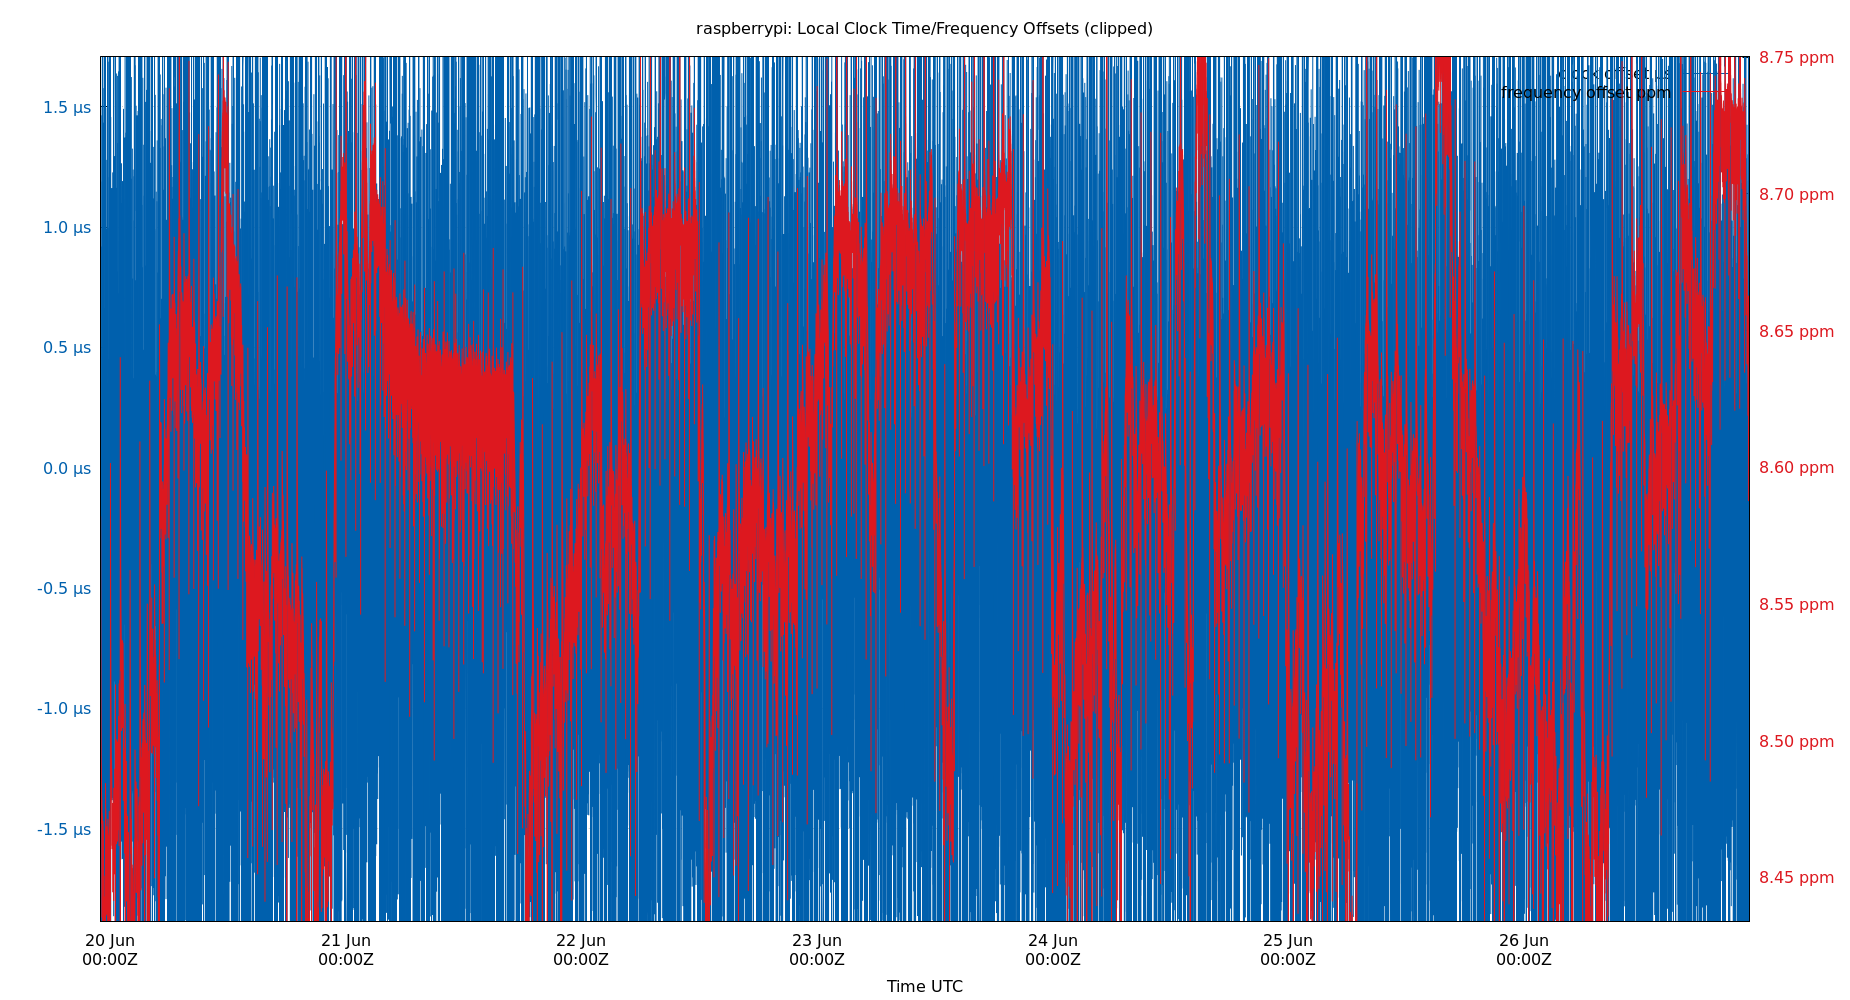 raspberrypi: Local Clock Time/Frequency Offsets (clipped)
8.75 ppm
clock offset µs
frequency offset ppm
1.5 µs
8.70 ppm
1.0 µs
8.65 ppm
0.5 µs
0.0 µs
8.60 ppm
-0.5 µs
8.55 ppm
-1.0 µs
8.50 ppm
-1.5 µs
8.45 ppm
20 Jun 21 Jun 22 Jun 23 Jun 24 Jun 25 Jun 26 Jun
00:00Z 00:00Z 00:00Z 00:00Z 00:00Z 00:00Z 00:00Z
Time UTC